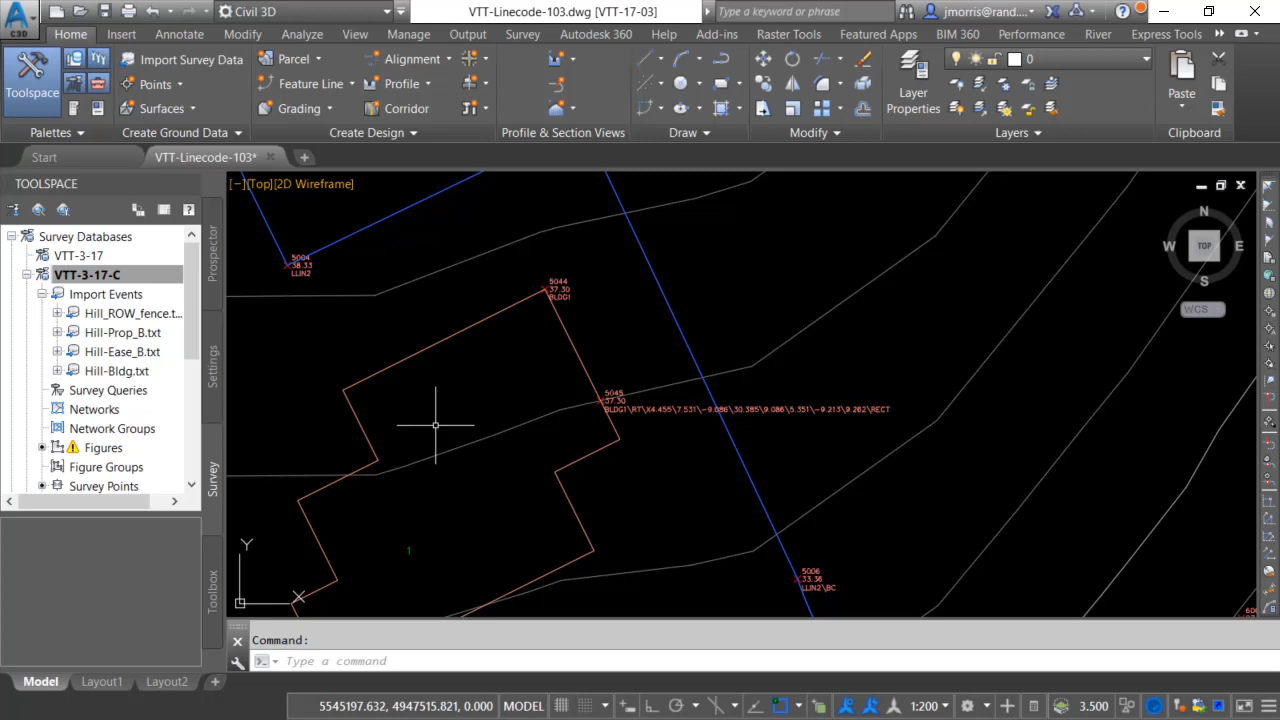 A
C3D
Civil 3D
VTT-Linecode-103.dwg [VTT-17-03]
Type a keyword or phrase
jmorris@rand....
Home
Insert
Annotate
Modify
Analyze
View
Manage
Output
Survey
Autodesk 360
Help
Add-ins
Raster Tools
Featured Apps
BIM 360
Performance
River
Express Tools
Toolspace
Import Survey Data
Points
Surfaces
Parcel
Feature Line
Grading
Alignment
Profile
Corridor
Layer
Properties
0
Paste
Palettes
Create Ground Data
Create Design
Profile & Section Views
Draw
Modify
Layers
Clipboard
Start
VTT-Linecode-103*
TOOLSPACE
Survey Databases
VTT-3-17
VTT-3-17-C
Import Events
Hill_ROW_fence.t...
Hill-Prop_B.txt
Hill-Ease_B.txt
Hill-Bldg.txt
Survey Queries
Networks
Network Groups
Figures
Figure Groups
Survey Points
Prospector
Settings
Survey
Toolbox
[−][Top][2D Wireframe]
5004
38.33
LLIN2
5044
37.30
BLDG1
5045
37.30
BLDG1\RT\X4.455\7.531\-9.086\30.385\9.086\5.351\-9.213\9.262\RECT
5006
33.36
LLIN2\BC
1
Y
X
N
W
TOP
E
S
WCS
Command:
Type a command
Model
Layout1
Layout2
5545197.632, 4947515.821, 0.000
MODEL
1:200
3.500